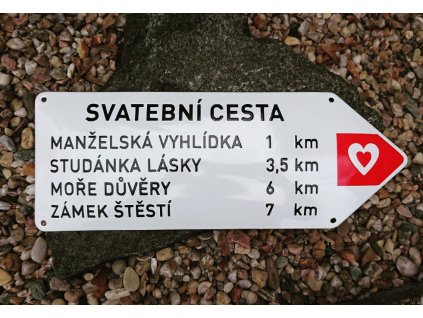 SVATEBNÍ CESTA
MANŽELSKÁ VYHLÍDKA 1 km
STUDÁNKA LÁSKY 3,5 km
MOŘE DŮVĚRY 6 km
ZÁMEK ŠTĚSTÍ 7 km